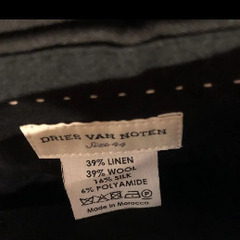 DRIES VAN NOTEN
Size 44
39% LINEN
39% WOOL
16% SILK
6% POLYAMIDE
Made in Morocco